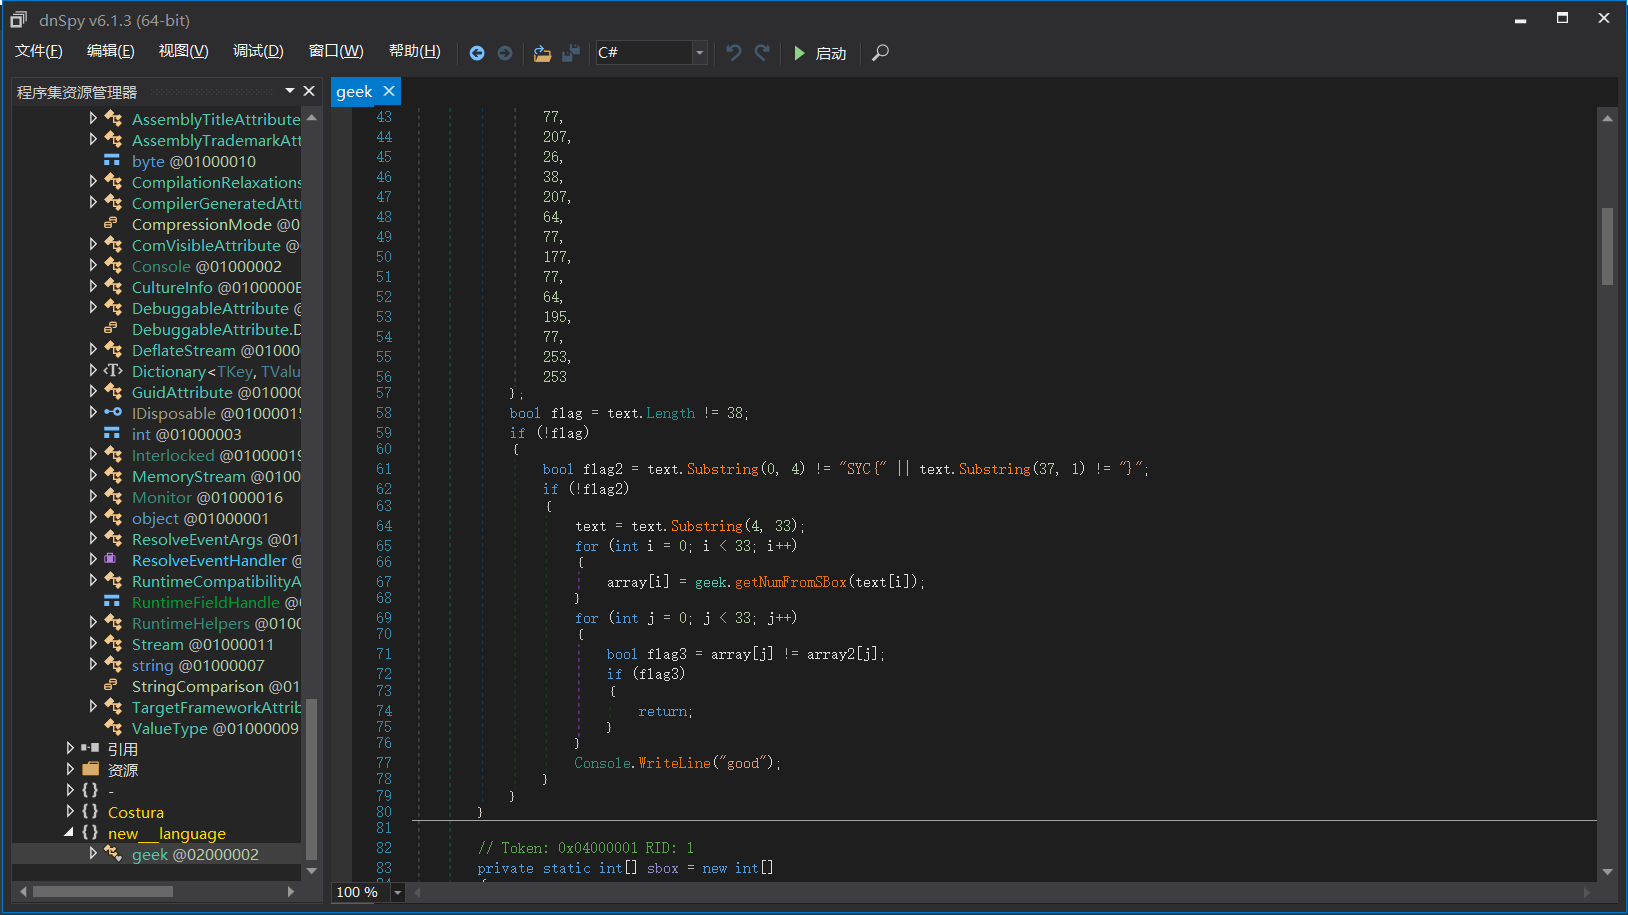 dnSpy v6.1.3 (64-bit)
文件(F) 编辑(E) 视图(V) 调试(D) 窗口(W) 帮助(H) C# 启动
程序集资源管理器
AssemblyTitleAttribute
AssemblyTrademarkAtt
byte @01000010
CompilationRelaxations
CompilerGeneratedAttr
CompressionMode @0
ComVisibleAttribute @
Console @01000002
CultureInfo @0100000E
DebuggableAttribute @
DebuggableAttribute.D
DeflateStream @01000
Dictionary<TKey, TValu
GuidAttribute @010000
IDisposable @01000015
int @01000003
Interlocked @01000019
MemoryStream @0100
Monitor @01000016
object @01000001
ResolveEventArgs @01
ResolveEventHandler @
RuntimeCompatibilityA
RuntimeFieldHandle @0
RuntimeHelpers @0100
Stream @01000011
string @01000007
StringComparison @01
TargetFrameworkAttrib
ValueType @01000009
引用
资源
-
Costura
new__language
geek @02000002
geek
43 77,
44 207,
45 26,
46 38,
47 207,
48 64,
49 77,
50 177,
51 77,
52 64,
53 195,
54 77,
55 253,
56 253
57 };
58 bool flag = text.Length != 38;
59 if (!flag)
60 {
61 bool flag2 = text.Substring(0, 4) != "SYC{" || text.Substring(37, 1) != "}";
62 if (!flag2)
63 {
64 text = text.Substring(4, 33);
65 for (int i = 0; i < 33; i++)
66 {
67 array[i] = geek.getNumFromSBox(text[i]);
68 }
69 for (int j = 0; j < 33; j++)
70 {
71 bool flag3 = array[j] != array2[j];
72 if (flag3)
73 {
74 return;
75 }
76 }
77 Console.WriteLine("good");
78 }
79 }
80 }
81
82 // Token: 0x04000001 RID: 1
83 private static int[] sbox = new int[]
100 %